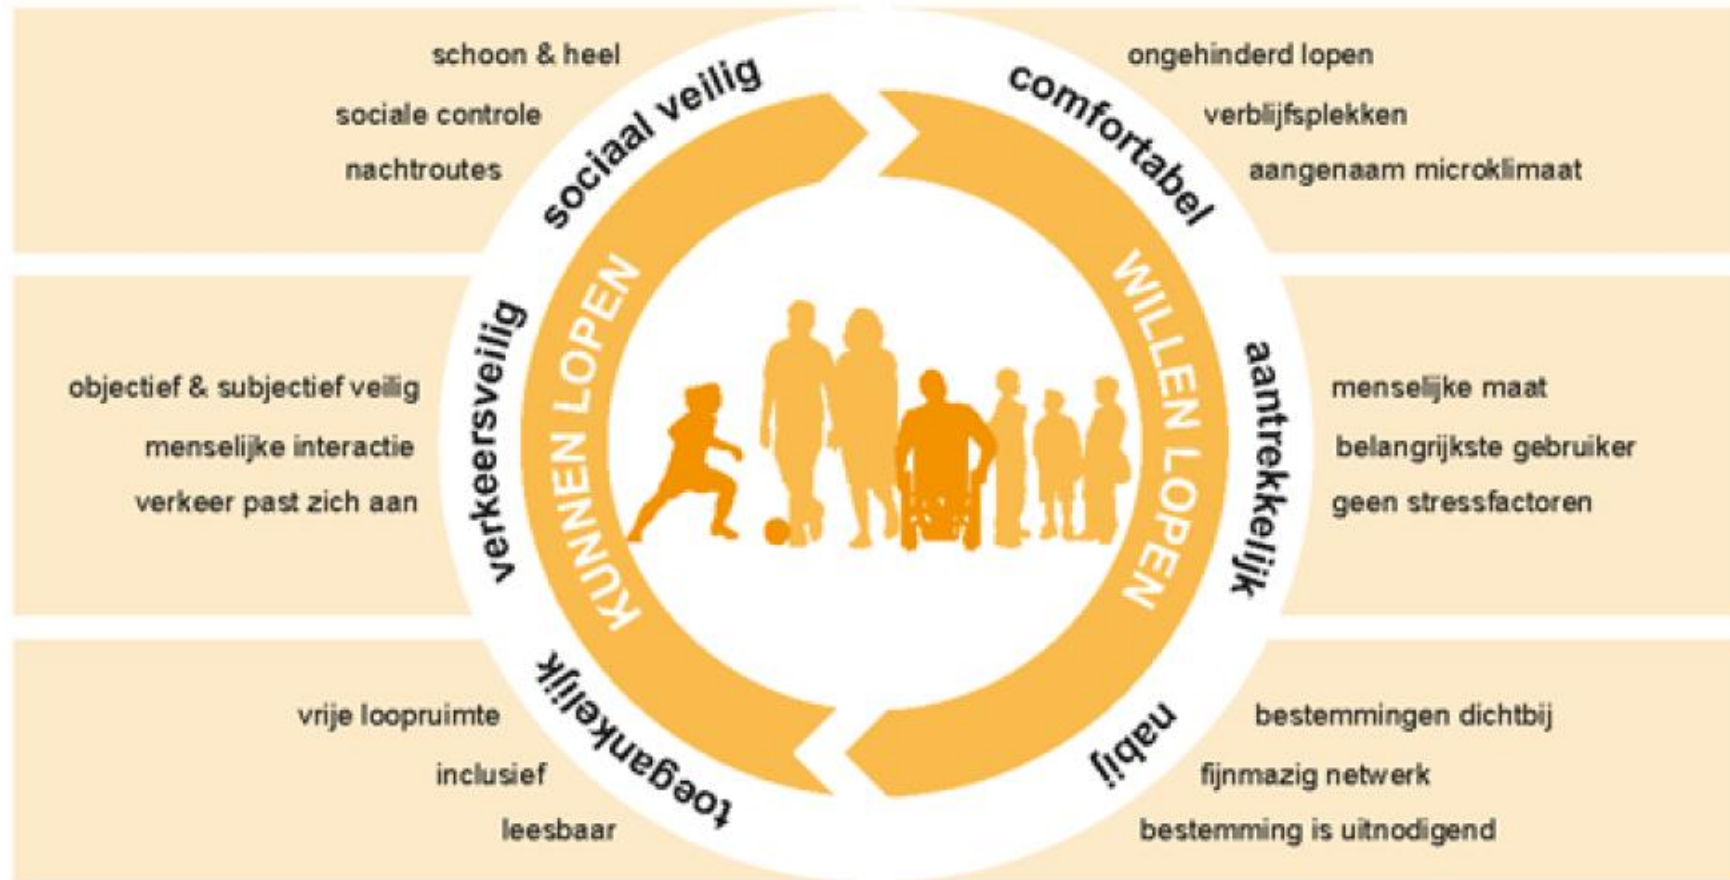 schoon & heel
sociale controle
nachtroutes
sociaal veilig
objectief & subjectief veilig
menselijke interactie
verkeer past zich aan
verkeersveilig
vrije loopruimte
inclusief
leesbaar
toegankelijk
KUNNEN LOPEN
WILLEN LOPEN
comfortabel
ongehinderd lopen
verblijfsplekken
aangenaam microklimaat
aantrekkelijk
menselijke maat
belangrijkste gebruiker
geen stressfactoren
nabij
bestemmingen dichtbij
fijnmazig netwerk
bestemming is uitnodigend